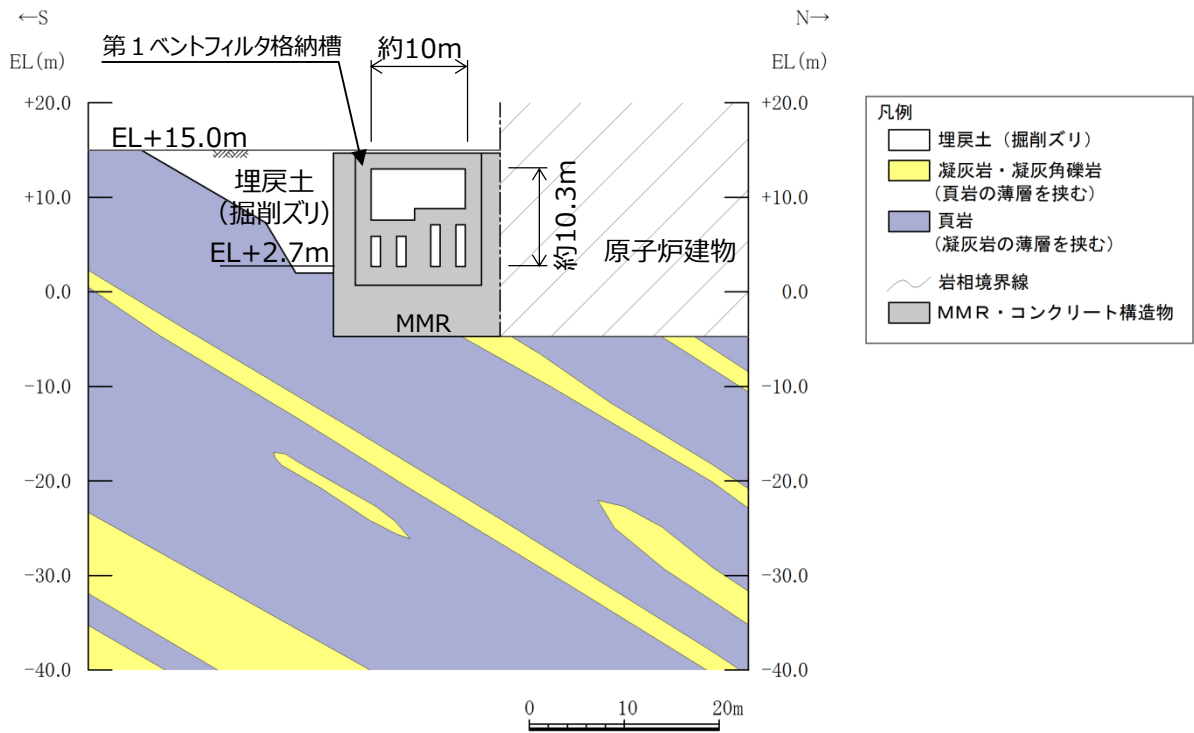 ←S
N→
EL(m)
第１ベントフィルタ格納槽
約10m
EL(m)
+20.0
+10.0
0.0
-10.0
-20.0
-30.0
-40.0
EL+15.0m
埋戻土
(掘削ズリ)
EL+2.7m
約10.3m
原子炉建物
MMR
+20.0
+10.0
0.0
-10.0
-20.0
-30.0
-40.0
凡例
埋戻土（掘削ズリ）
凝灰岩・凝灰角礫岩
(頁岩の薄層を挟む)
頁岩
(凝灰岩の薄層を挟む)
岩相境界線
ＭＭＲ・コンクリート構造物
0 10 20m